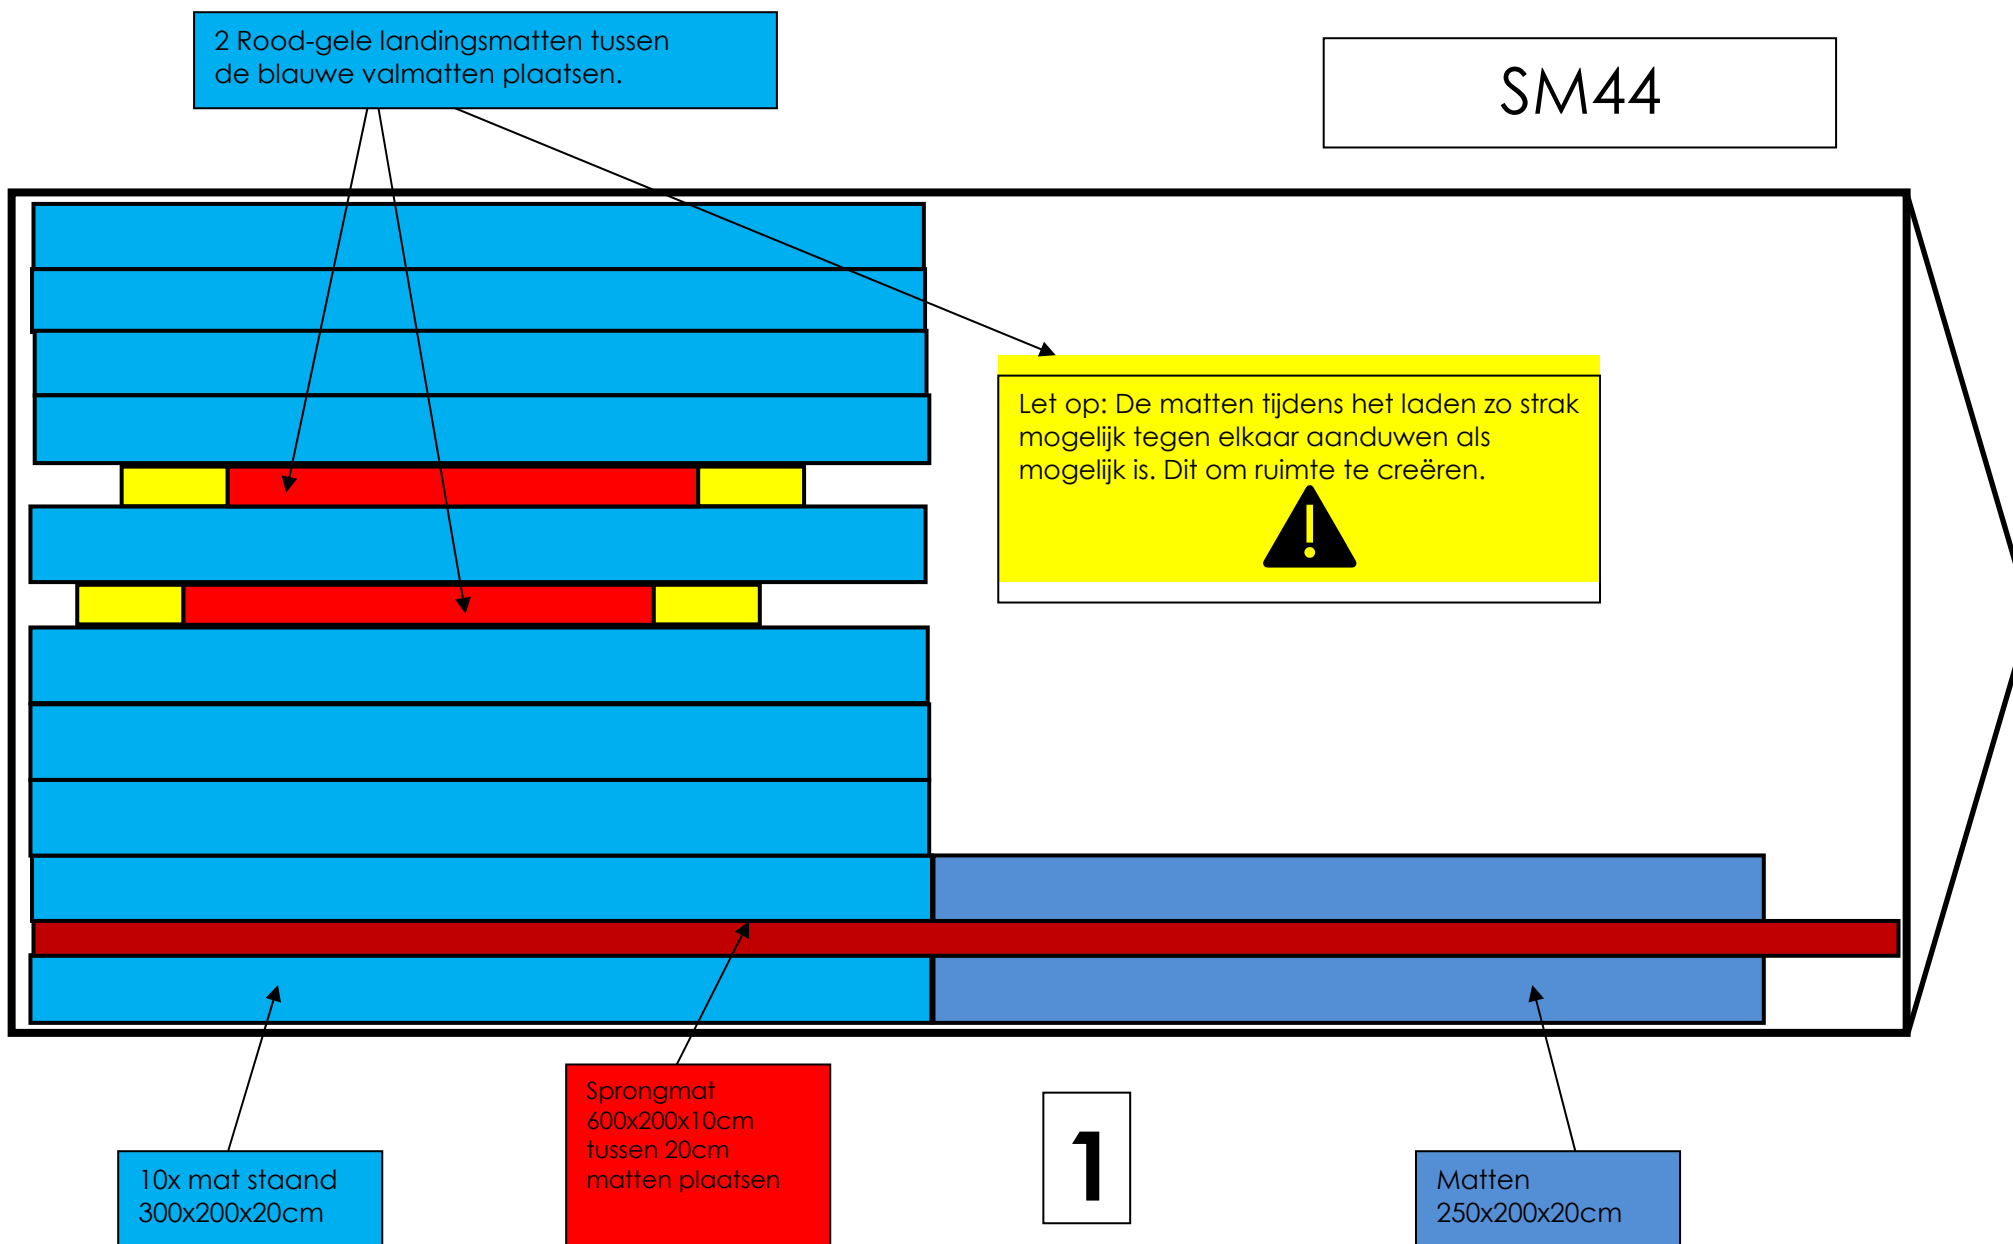 2 Rood-gele landingsmatten tussen
de blauwe valmatten plaatsen.
SM44
Let op: De matten tijdens het laden zo strak
mogelijk tegen elkaar aanduwen als
mogelijk is. Dit om ruimte te creëren.
Sprongmat
600x200x10cm
tussen 20cm
matten plaatsen
1
10x mat staand
300x200x20cm
Matten
250x200x20cm